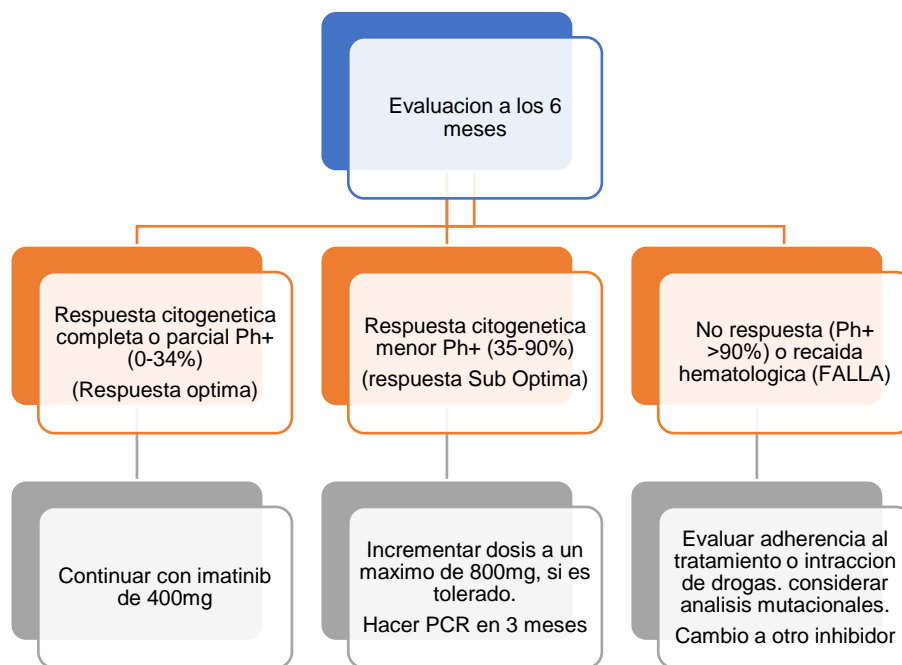 Evaluacion a los 6
meses
Respuesta citogenetica
completa o parcial Ph+
(0-34%)
(Respuesta optima)
Respuesta citogenetica
menor Ph+ (35-90%)
(respuesta Sub Optima)
No respuesta (Ph+
>90%) o recaida
hematologica (FALLA)
Continuar con imatinib
de 400mg
Incrementar dosis a un
maximo de 800mg, si es
tolerado.
Hacer PCR en 3 meses
Evaluar adherencia al
tratamiento o intraccion
de drogas. considerar
analisis mutacionales.
Cambio a otro inhibidor